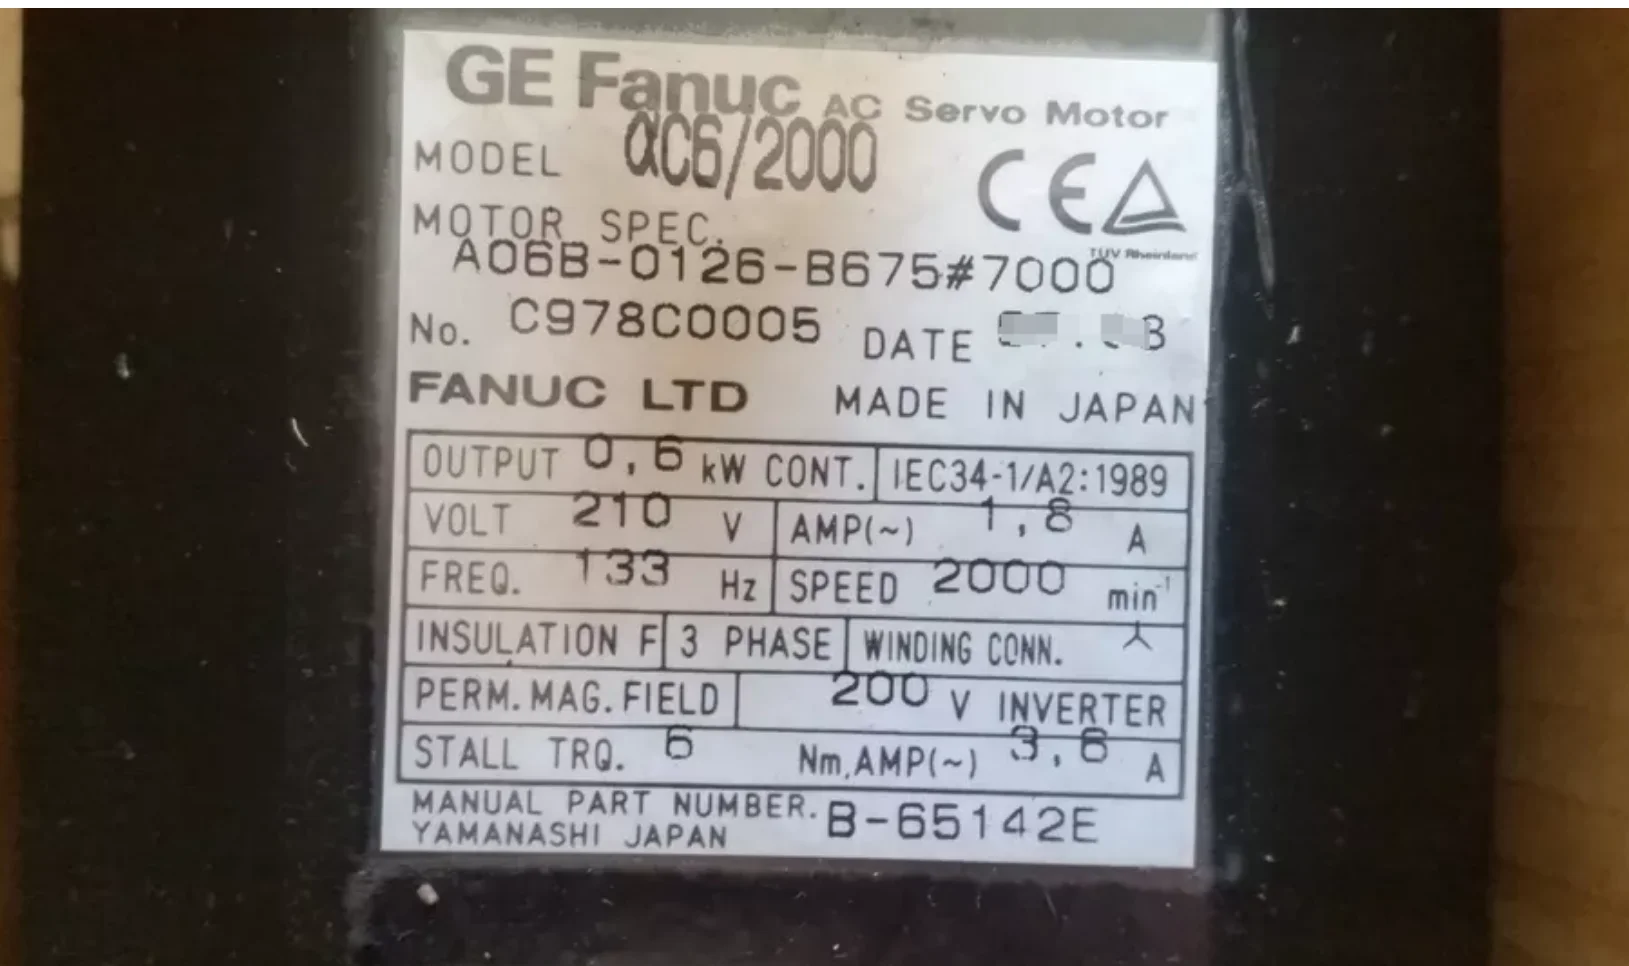 GE Fanuc AC Servo Motor
MODEL αC6/2000
CE
TÜV Rheinland
MOTOR SPEC.
A06B-0126-B675#7000
No. C978C0005 DATE
FANUC LTD MADE IN JAPAN
OUTPUT 0,6 kW CONT. IEC34-1/A2:1989
VOLT 210 V AMP(~) 1,8 A
FREQ. 133 Hz SPEED 2000 min⁻¹
INSULATION F 3 PHASE WINDING CONN.
PERM.MAG.FIELD 200 V INVERTER
STALL TRQ. 6 Nm,AMP(~) 3,6 A
MANUAL PART NUMBER. B-65142E
YAMANASHI JAPAN